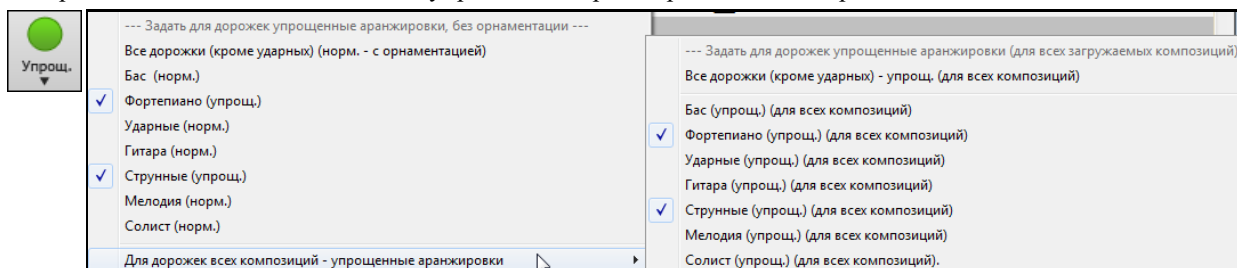 Упрощ.
--- Задать для дорожек упрощенные аранжировки, без орнаментации ---
Все дорожки (кроме ударных) (норм. - с орнаментацией)
Бас (норм.)
Фортепиано (упрощ.)
Ударные (норм.)
Гитара (норм.)
Струнные (упрощ.)
Мелодия (норм.)
Солист (норм.)
Для дорожек всех композиций - упрощенные аранжировки
--- Задать для дорожек упрощенные аранжировки (для всех загружаемых композиций)
Все дорожки (кроме ударных) - упрощ. (для всех композиций)
Бас (упрощ.) (для всех композиций)
Фортепиано (упрощ.) (для всех композиций)
Ударные (упрощ.) (для всех композиций)
Гитара (упрощ.) (для всех композиций)
Струнные (упрощ.) (для всех композиций)
Мелодия (упрощ.) (для всех композиций)
Солист (упрощ.) (для всех композиций).